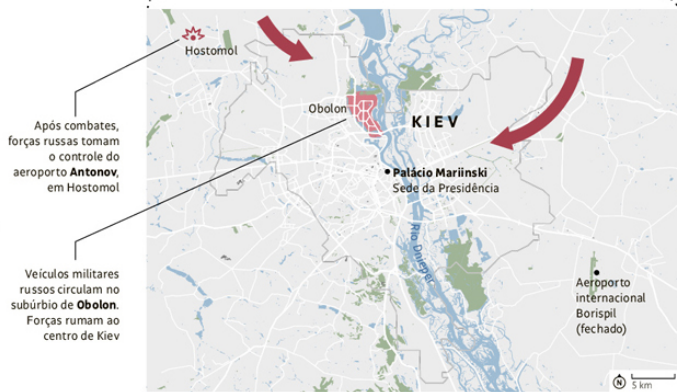 Hostomol
Após combates,
forças russas tomam
o controle do
aeroporto Antonov,
em Hostomol
Obolon
KIEV
Palácio Mariinski
Sede da Presidência
Rio Dnieper
Veículos militares
russos circulam no
subúrbio de Obolon.
Forças rumam ao
centro de Kiev
Aeroporto
internacional
Borispil
(fechado)
N
5 km